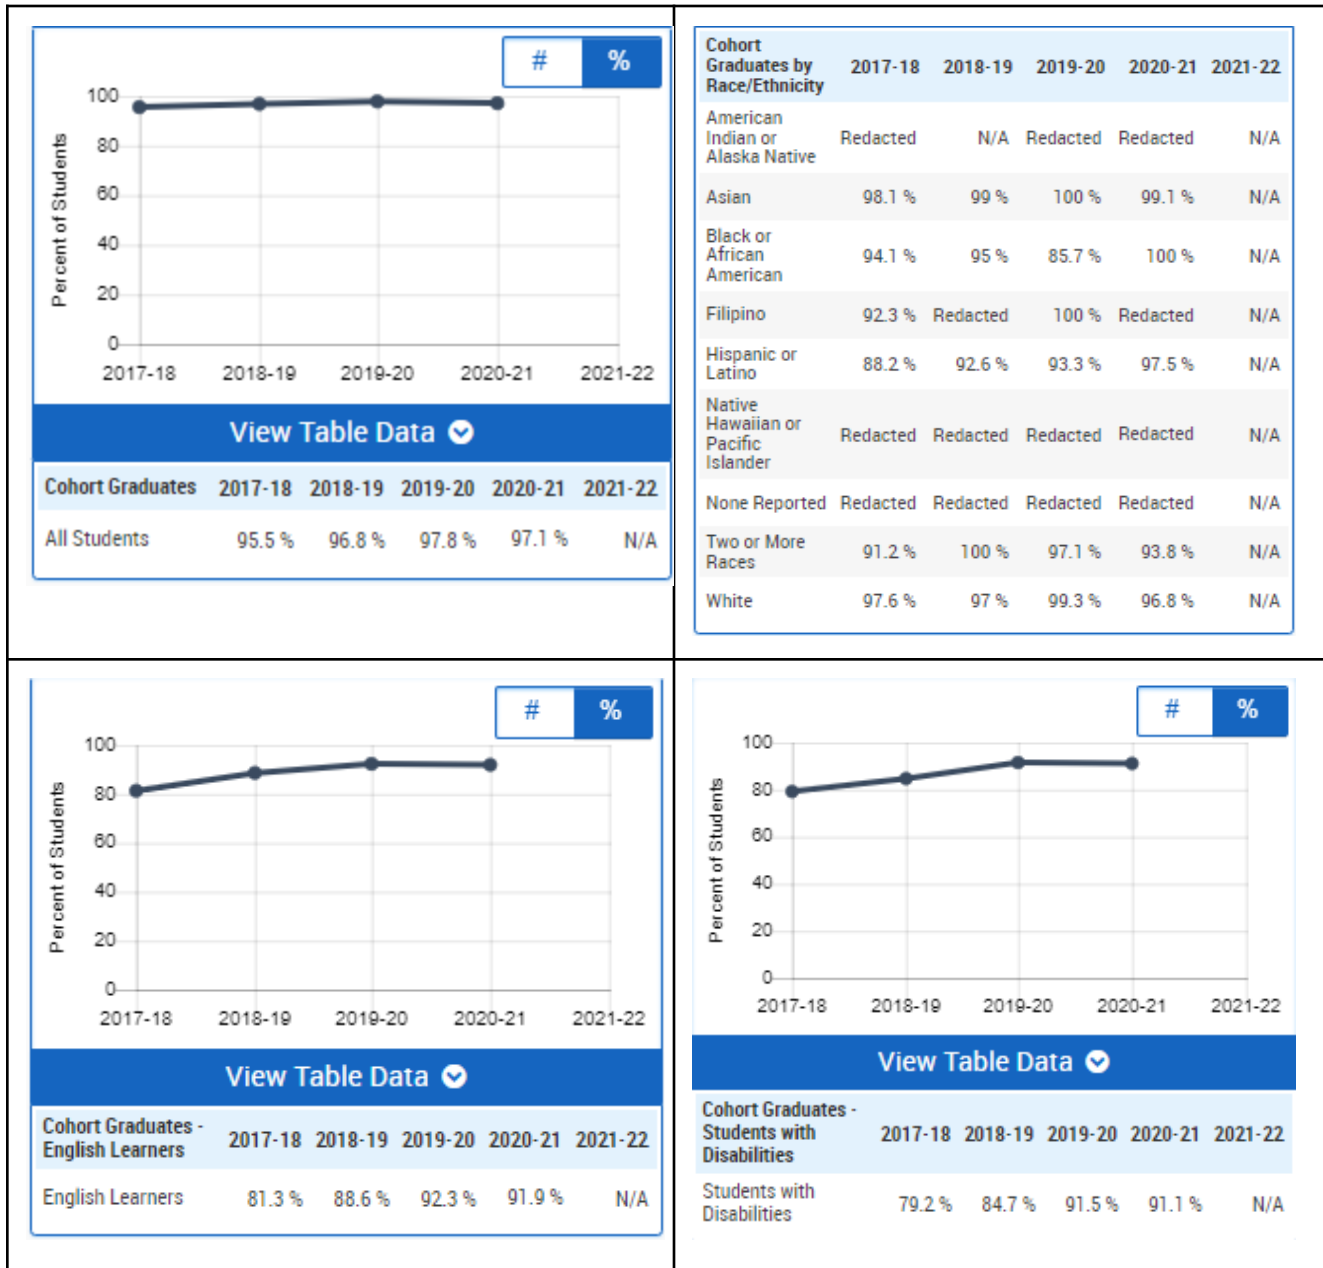 # %
Percent of Students
100
80
60
40
20
0
2017-18 2018-19 2019-20 2020-21 2021-22
View Table Data
Cohort Graduates 2017-18 2018-19 2019-20 2020-21 2021-22
All Students 95.5 % 96.8 % 97.8 % 97.1 % N/A
Cohort
Graduates by
Race/Ethnicity 2017-18 2018-19 2019-20 2020-21 2021-22
American
Indian or
Alaska Native Redacted N/A Redacted Redacted N/A
Asian 98.1 % 99 % 100 % 99.1 % N/A
Black or
African
American 94.1 % 95 % 85.7 % 100 % N/A
Filipino 92.3 % Redacted 100 % Redacted N/A
Hispanic or
Latino 88.2 % 92.6 % 93.3 % 97.5 % N/A
Native
Hawaiian or
Pacific
Islander Redacted Redacted Redacted Redacted N/A
None Reported Redacted Redacted Redacted Redacted N/A
Two or More
Races 91.2 % 100 % 97.1 % 93.8 % N/A
White 97.6 % 97 % 99.3 % 96.8 % N/A
# %
Percent of Students
100
80
60
40
20
0
2017-18 2018-19 2019-20 2020-21 2021-22
View Table Data
Cohort Graduates -
English Learners 2017-18 2018-19 2019-20 2020-21 2021-22
English Learners 81.3 % 88.6 % 92.3 % 91.9 % N/A
# %
Percent of Students
100
80
60
40
20
0
2017-18 2018-19 2019-20 2020-21 2021-22
View Table Data
Cohort Graduates -
Students with
Disabilities 2017-18 2018-19 2019-20 2020-21 2021-22
Students with
Disabilities 79.2 % 84.7 % 91.5 % 91.1 % N/A